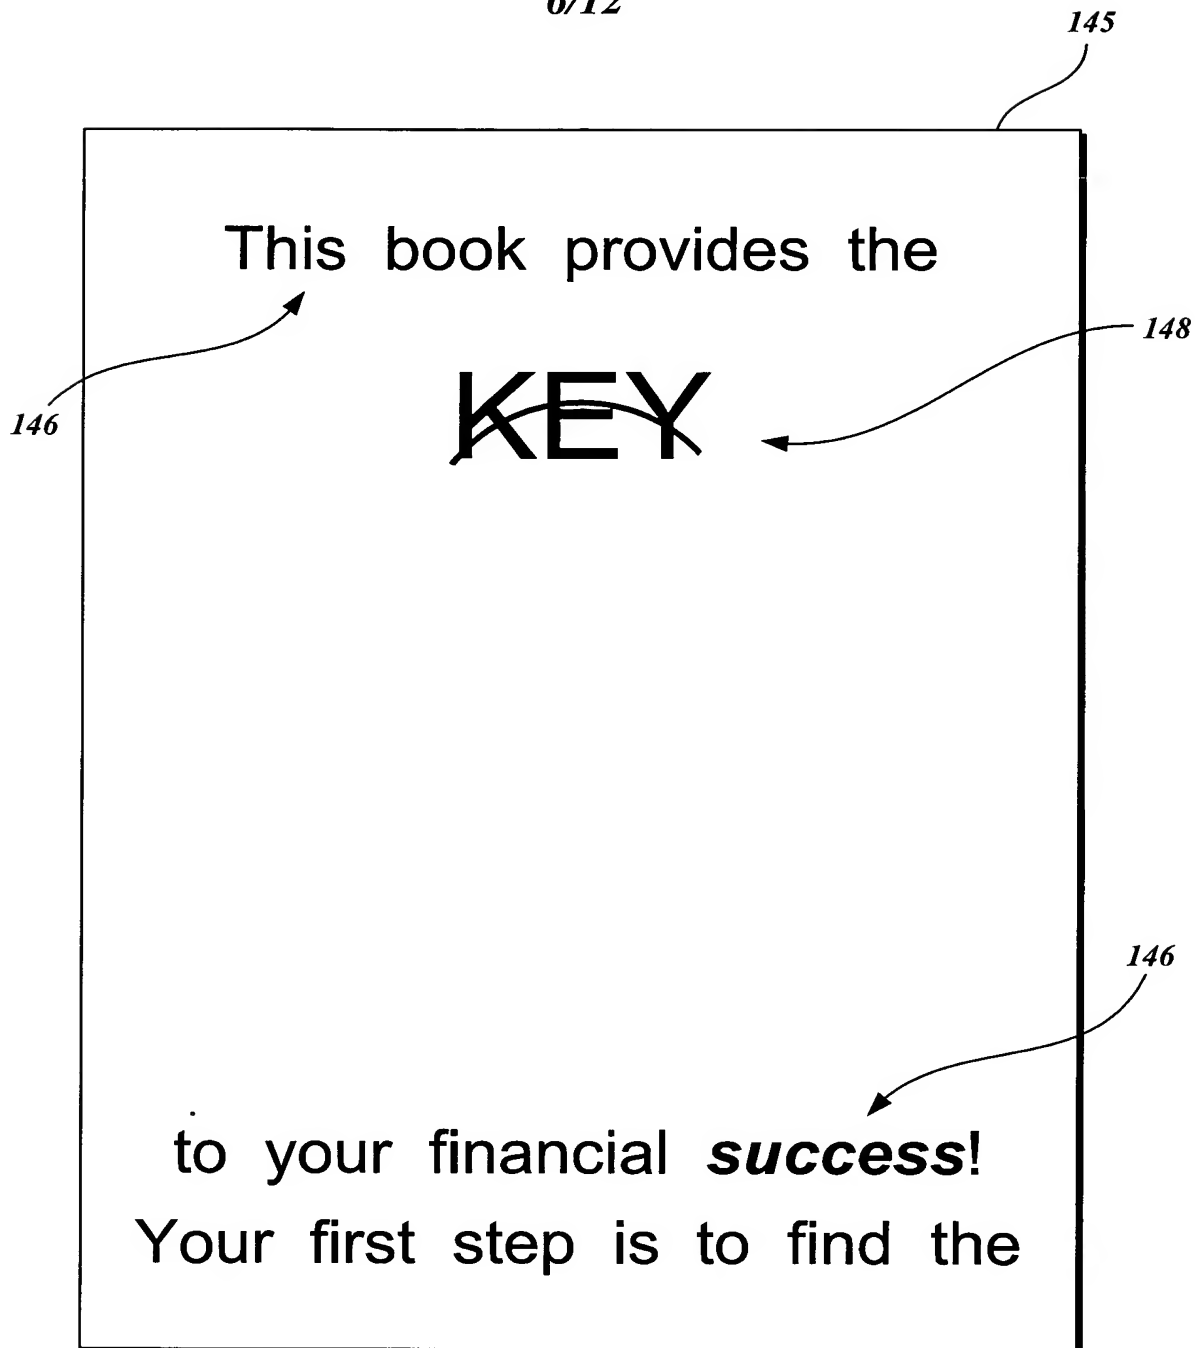 6/12
145
This book provides the
148
KEY
146
146
to your financial success!
Your first step is to find the